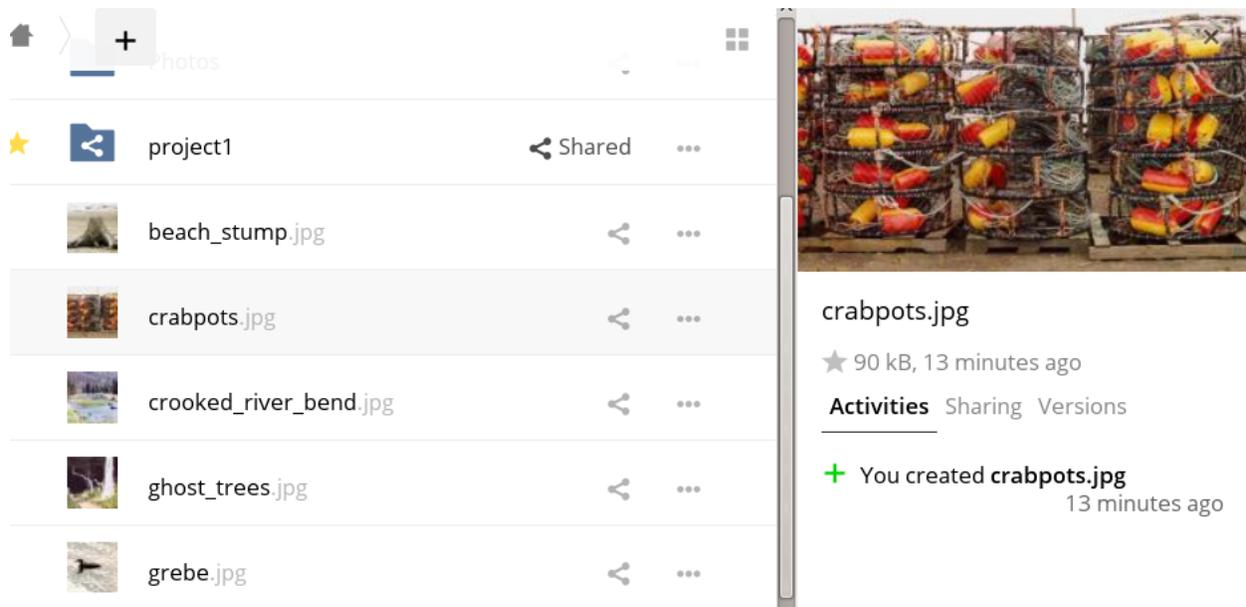 Photos
project1 Shared
beach_stump.jpg
crabpots.jpg
crooked_river_bend.jpg
ghost_trees.jpg
grebe.jpg
crabpots.jpg
90 kB, 13 minutes ago
Activities Sharing Versions
You created crabpots.jpg
13 minutes ago